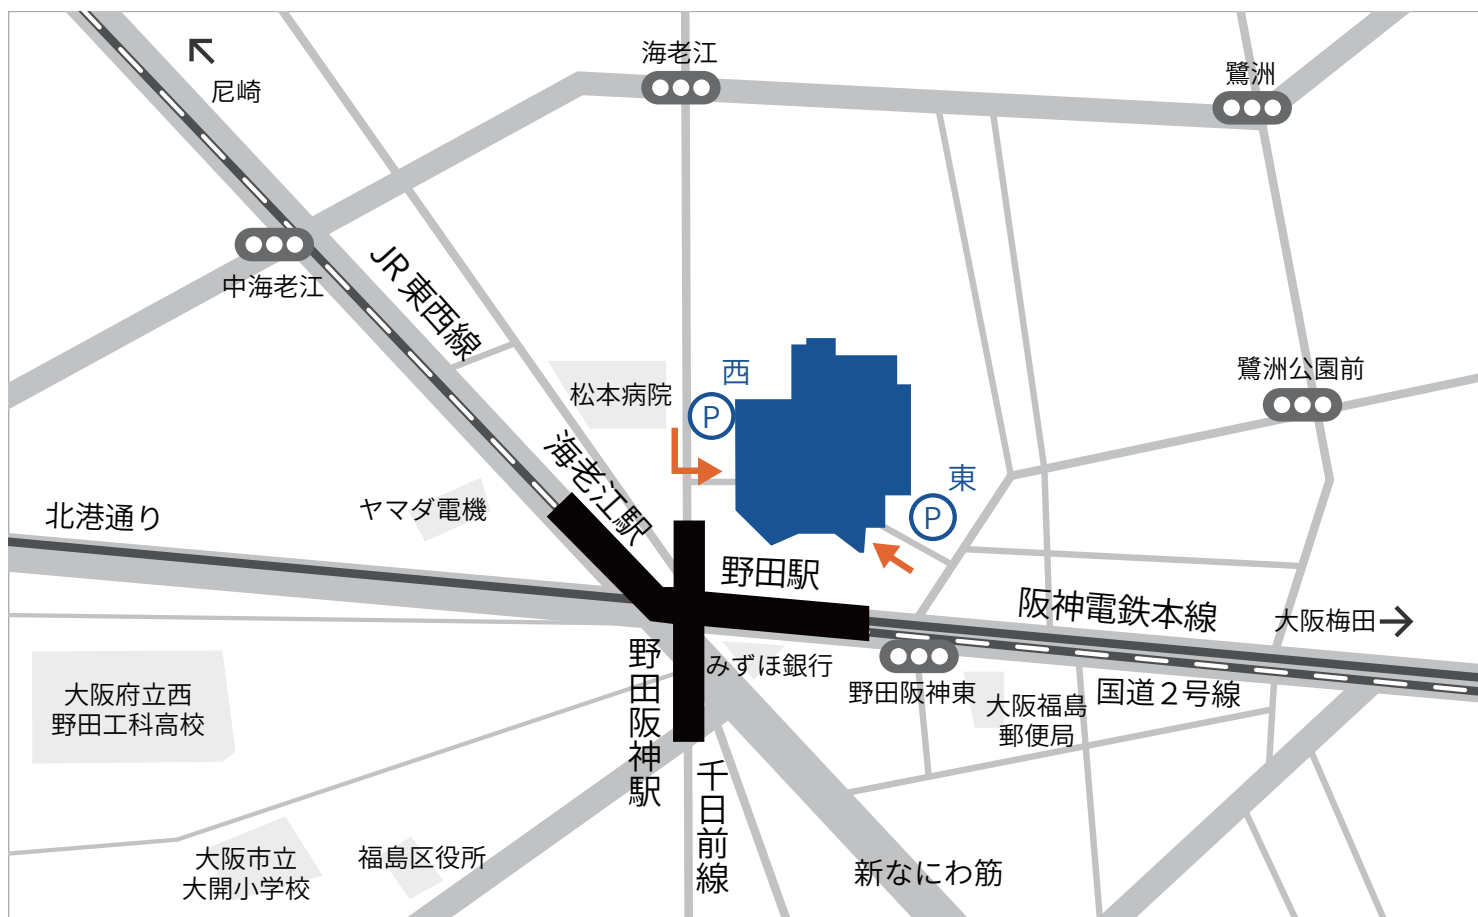 海老江
鷺洲
尼崎
中海老江
JR東西線
西
P
松本病院
鷺洲公園前
海老江駅
東
P
ヤマダ電機
北港通り
野田駅
阪神電鉄本線
大阪梅田
野田阪神駅
みずほ銀行
野田阪神東
国道2号線
大阪福島
郵便局
大阪府立西
野田工科高校
千日前線
大阪市立
大開小学校
福島区役所
新なにわ筋